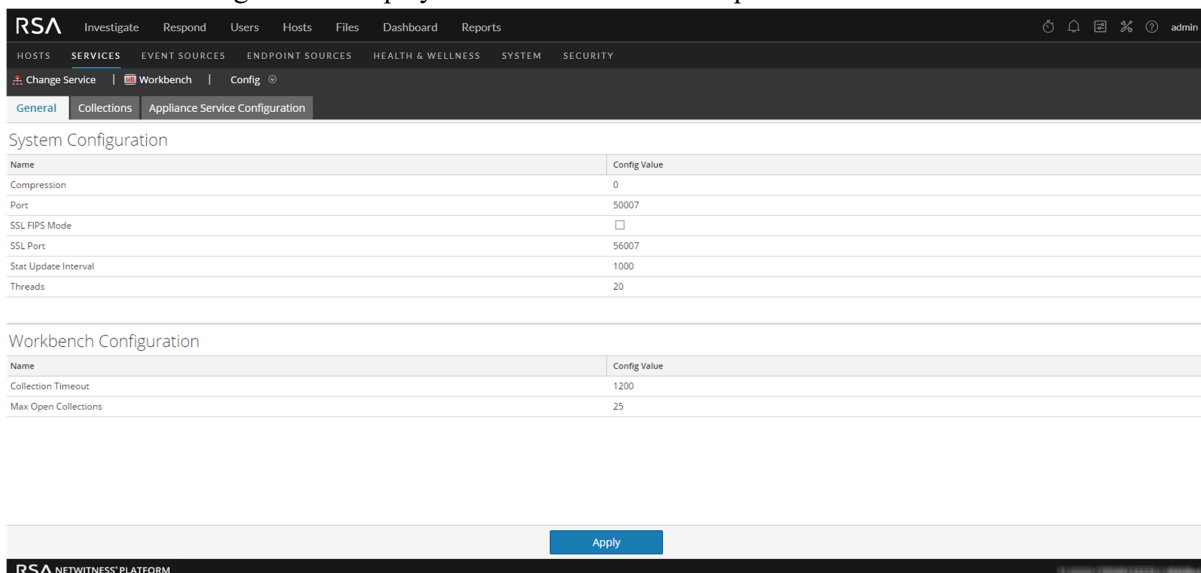 RSA Investigate Respond Users Hosts Files Dashboard Reports admin
HOSTS SERVICES EVENT SOURCES ENDPOINT SOURCES HEALTH & WELLNESS SYSTEM SECURITY
Change Service | Workbench | Config
General Collections Appliance Service Configuration
System Configuration
Name Config Value
Compression 0
Port 50007
SSL FIPS Mode
SSL Port 56007
Stat Update Interval 1000
Threads 20
Workbench Configuration
Name Config Value
Collection Timeout 1200
Max Open Collections 25
Apply
RSA NETWITNESS PLATFORM